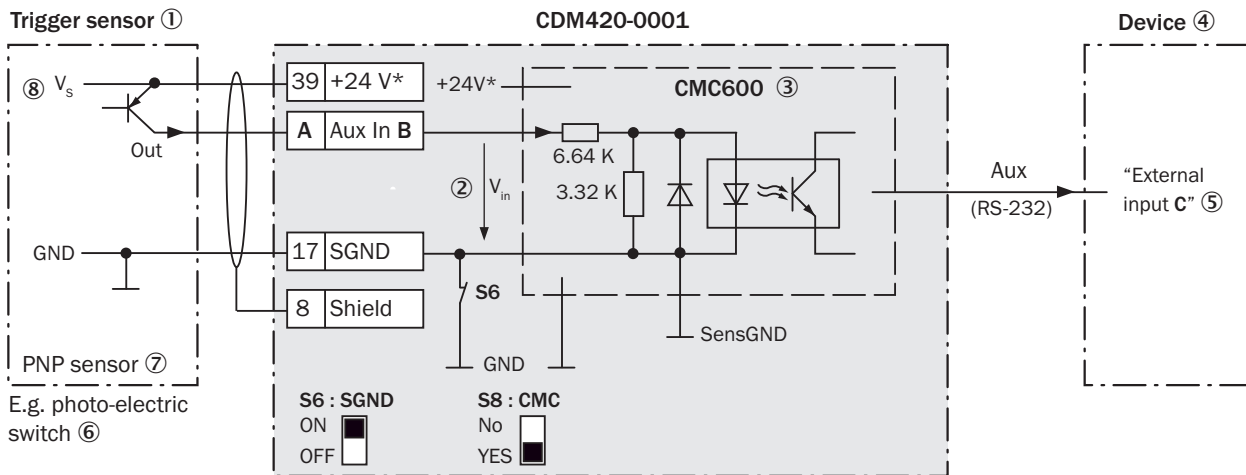 Trigger sensor ①
CDM420-0001
Device ④
⑧ Vs
39 +24 V*
+24V*
CMC600 ③
A Aux In B
Out
6.64 K
3.32 K
② Vin
Aux
(RS-232)
“External
input C” ⑤
GND
17 SGND
S6
8 Shield
SensGND
GND
PNP sensor ⑦
E.g. photo-electric
switch ⑥
S6 : SGND
ON
OFF
S8 : CMC
No
YES